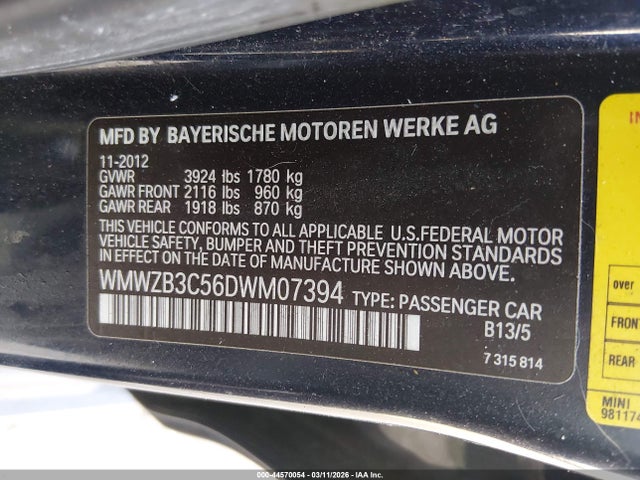 MFD BY BAYERISCHE MOTOREN WERKE AG
11-2012
GVWR 3924 lbs 1780 kg
GAWR FRONT 2116 lbs 960 kg
GAWR REAR 1918 lbs 870 kg
THIS VEHICLE CONFORMS TO ALL APPLICABLE U.S.FEDERAL MOTOR
VEHICLE SAFETY, BUMPER AND THEFT PREVENTION STANDARDS
IN EFFECT ON THE DATE OF MANUFACTURE SHOWN ABOVE.
WMWZB3C56DWM07394 TYPE: PASSENGER CAR
B13/5
7 315 814
over
FRONT
REAR
MINI
98117
000-44570054 - 03/11/2026 - IAA Inc.